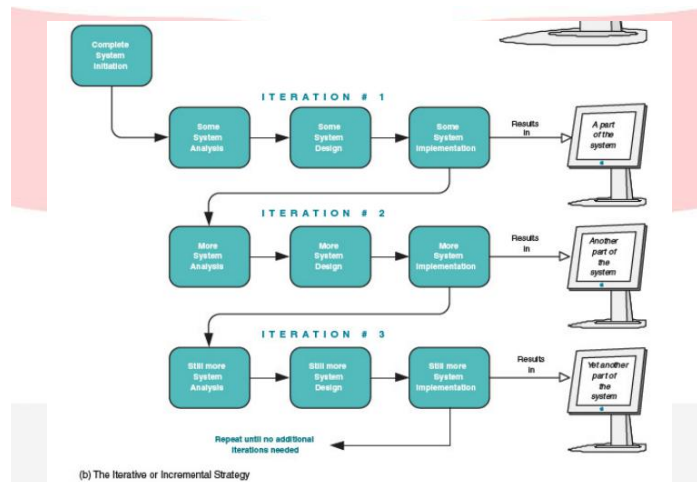 Complete
System
Initiation
ITERATION # 1
Some
System
Analysis
Some
System
Design
Some
System
Implementation
Results
in
A part
of the
system
ITERATION # 2
More
System
Analysis
More
System
Design
More
System
Implementation
Results
in
Another
part of
the
system
ITERATION # 3
Still more
System
Analysis
Still more
System
Design
Still more
System
Implementation
Results
in
Yet another
part of
the
system
Repeat until no additional
iterations needed
(b) The Iterative or Incremental Strategy